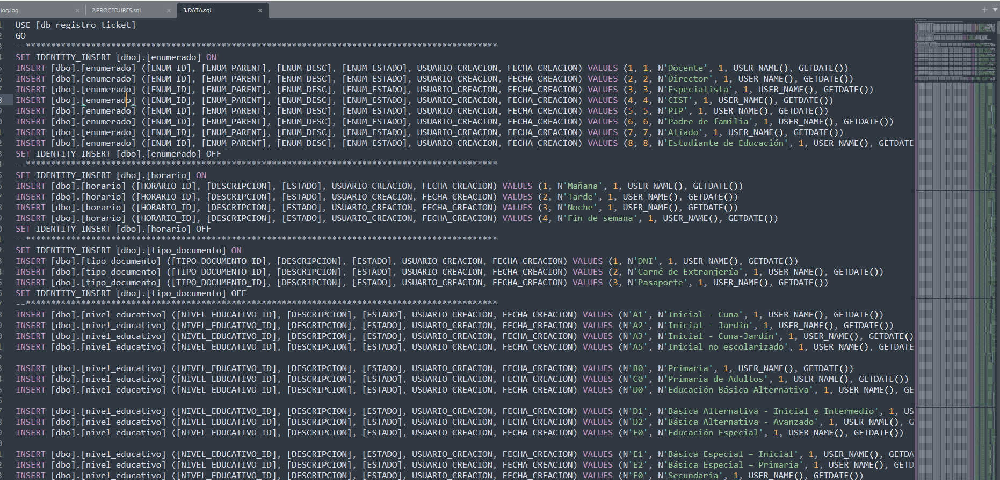 log.log × 2.PROCEDURES.sql × 3.DATA.sql × + ▼
USE [db_registro_ticket]
GO
--**********************************************************************************************
SET IDENTITY_INSERT [dbo].[enumerado] ON
INSERT [dbo].[enumerado] ([ENUM_ID], [ENUM_PARENT], [ENUM_DESC], [ENUM_ESTADO], USUARIO_CREACION, FECHA_CREACION) VALUES (1, 1, N'Docente', 1, USER_NAME(), GETDATE())
INSERT [dbo].[enumerado] ([ENUM_ID], [ENUM_PARENT], [ENUM_DESC], [ENUM_ESTADO], USUARIO_CREACION, FECHA_CREACION) VALUES (2, 2, N'Director', 1, USER_NAME(), GETDATE())
INSERT [dbo].[enumerado] ([ENUM_ID], [ENUM_PARENT], [ENUM_DESC], [ENUM_ESTADO], USUARIO_CREACION, FECHA_CREACION) VALUES (3, 3, N'Especialista', 1, USER_NAME(), GETDATE())
INSERT [dbo].[enumerado] ([ENUM_ID], [ENUM_PARENT], [ENUM_DESC], [ENUM_ESTADO], USUARIO_CREACION, FECHA_CREACION) VALUES (4, 4, N'CIST', 1, USER_NAME(), GETDATE())
INSERT [dbo].[enumerado] ([ENUM_ID], [ENUM_PARENT], [ENUM_DESC], [ENUM_ESTADO], USUARIO_CREACION, FECHA_CREACION) VALUES (5, 5, N'PIP', 1, USER_NAME(), GETDATE())
INSERT [dbo].[enumerado] ([ENUM_ID], [ENUM_PARENT], [ENUM_DESC], [ENUM_ESTADO], USUARIO_CREACION, FECHA_CREACION) VALUES (6, 6, N'Padre de familia', 1, USER_NAME(), GETDATE())
INSERT [dbo].[enumerado] ([ENUM_ID], [ENUM_PARENT], [ENUM_DESC], [ENUM_ESTADO], USUARIO_CREACION, FECHA_CREACION) VALUES (7, 7, N'Aliado', 1, USER_NAME(), GETDATE())
INSERT [dbo].[enumerado] ([ENUM_ID], [ENUM_PARENT], [ENUM_DESC], [ENUM_ESTADO], USUARIO_CREACION, FECHA_CREACION) VALUES (8, 8, N'Estudiante de Educación', 1, USER_NAME(), GETDATE
SET IDENTITY_INSERT [dbo].[enumerado] OFF
--**********************************************************************************************
SET IDENTITY_INSERT [dbo].[horario] ON
INSERT [dbo].[horario] ([HORARIO_ID], [DESCRIPCION], [ESTADO], USUARIO_CREACION, FECHA_CREACION) VALUES (1, N'Mañana', 1, USER_NAME(), GETDATE())
INSERT [dbo].[horario] ([HORARIO_ID], [DESCRIPCION], [ESTADO], USUARIO_CREACION, FECHA_CREACION) VALUES (2, N'Tarde', 1, USER_NAME(), GETDATE())
INSERT [dbo].[horario] ([HORARIO_ID], [DESCRIPCION], [ESTADO], USUARIO_CREACION, FECHA_CREACION) VALUES (3, N'Noche', 1, USER_NAME(), GETDATE())
INSERT [dbo].[horario] ([HORARIO_ID], [DESCRIPCION], [ESTADO], USUARIO_CREACION, FECHA_CREACION) VALUES (4, N'Fin de semana', 1, USER_NAME(), GETDATE())
SET IDENTITY_INSERT [dbo].[horario] OFF
--**********************************************************************************************
SET IDENTITY_INSERT [dbo].[tipo_documento] ON
INSERT [dbo].[tipo_documento] ([TIPO_DOCUMENTO_ID], [DESCRIPCION], [ESTADO], USUARIO_CREACION, FECHA_CREACION) VALUES (1, N'DNI', 1, USER_NAME(), GETDATE())
INSERT [dbo].[tipo_documento] ([TIPO_DOCUMENTO_ID], [DESCRIPCION], [ESTADO], USUARIO_CREACION, FECHA_CREACION) VALUES (2, N'Carné de Extranjería', 1, USER_NAME(), GETDATE())
INSERT [dbo].[tipo_documento] ([TIPO_DOCUMENTO_ID], [DESCRIPCION], [ESTADO], USUARIO_CREACION, FECHA_CREACION) VALUES (3, N'Pasaporte', 1, USER_NAME(), GETDATE())
SET IDENTITY_INSERT [dbo].[tipo_documento] OFF
--**********************************************************************************************
INSERT [dbo].[nivel_educativo] ([NIVEL_EDUCATIVO_ID], [DESCRIPCION], [ESTADO], USUARIO_CREACION, FECHA_CREACION) VALUES (N'A1', N'Inicial - Cuna', 1, USER_NAME(), GETDATE())
INSERT [dbo].[nivel_educativo] ([NIVEL_EDUCATIVO_ID], [DESCRIPCION], [ESTADO], USUARIO_CREACION, FECHA_CREACION) VALUES (N'A2', N'Inicial - Jardín', 1, USER_NAME(), GETDATE())
INSERT [dbo].[nivel_educativo] ([NIVEL_EDUCATIVO_ID], [DESCRIPCION], [ESTADO], USUARIO_CREACION, FECHA_CREACION) VALUES (N'A3', N'Inicial - Cuna-Jardín', 1, USER_NAME(), GETDATE()
INSERT [dbo].[nivel_educativo] ([NIVEL_EDUCATIVO_ID], [DESCRIPCION], [ESTADO], USUARIO_CREACION, FECHA_CREACION) VALUES (N'A5', N'Inicial no escolarizado', 1, USER_NAME(), GETDATE
INSERT [dbo].[nivel_educativo] ([NIVEL_EDUCATIVO_ID], [DESCRIPCION], [ESTADO], USUARIO_CREACION, FECHA_CREACION) VALUES (N'B0', N'Primaria', 1, USER_NAME(), GETDATE())
INSERT [dbo].[nivel_educativo] ([NIVEL_EDUCATIVO_ID], [DESCRIPCION], [ESTADO], USUARIO_CREACION, FECHA_CREACION) VALUES (N'C0', N'Primaria de Adultos', 1, USER_NAME(), GETDATE())
INSERT [dbo].[nivel_educativo] ([NIVEL_EDUCATIVO_ID], [DESCRIPCION], [ESTADO], USUARIO_CREACION, FECHA_CREACION) VALUES (N'D0', N'Educación Básica Alternativa', 1, USER_NAME(), GE
INSERT [dbo].[nivel_educativo] ([NIVEL_EDUCATIVO_ID], [DESCRIPCION], [ESTADO], USUARIO_CREACION, FECHA_CREACION) VALUES (N'D1', N'Básica Alternativa - Inicial e Intermedio', 1, US
INSERT [dbo].[nivel_educativo] ([NIVEL_EDUCATIVO_ID], [DESCRIPCION], [ESTADO], USUARIO_CREACION, FECHA_CREACION) VALUES (N'D2', N'Básica Alternativa - Avanzado', 1, USER_NAME(), G
INSERT [dbo].[nivel_educativo] ([NIVEL_EDUCATIVO_ID], [DESCRIPCION], [ESTADO], USUARIO_CREACION, FECHA_CREACION) VALUES (N'E0', N'Educación Especial', 1, USER_NAME(), GETDATE())
INSERT [dbo].[nivel_educativo] ([NIVEL_EDUCATIVO_ID], [DESCRIPCION], [ESTADO], USUARIO_CREACION, FECHA_CREACION) VALUES (N'E1', N'Básica Especial – Inicial', 1, USER_NAME(), GETDA
INSERT [dbo].[nivel_educativo] ([NIVEL_EDUCATIVO_ID], [DESCRIPCION], [ESTADO], USUARIO_CREACION, FECHA_CREACION) VALUES (N'E2', N'Básica Especial – Primaria', 1, USER_NAME(), GETD
INSERT [dbo].[nivel_educativo] ([NIVEL_EDUCATIVO_ID], [DESCRIPCION], [ESTADO], USUARIO_CREACION, FECHA_CREACION) VALUES (N'F0', N'Secundaria', 1, USER_NAME(), GETDATE())